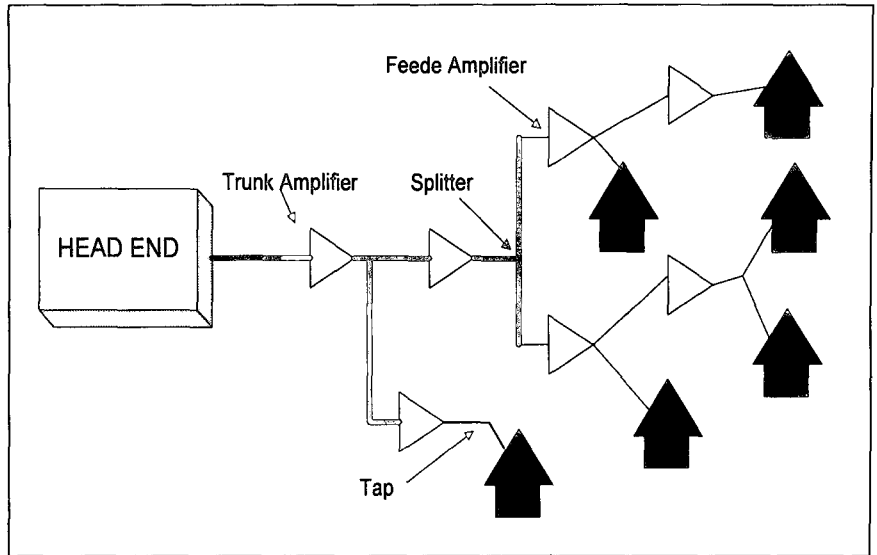 Feede Amplifier
Trunk Amplifier
Splitter
HEAD END
Tap